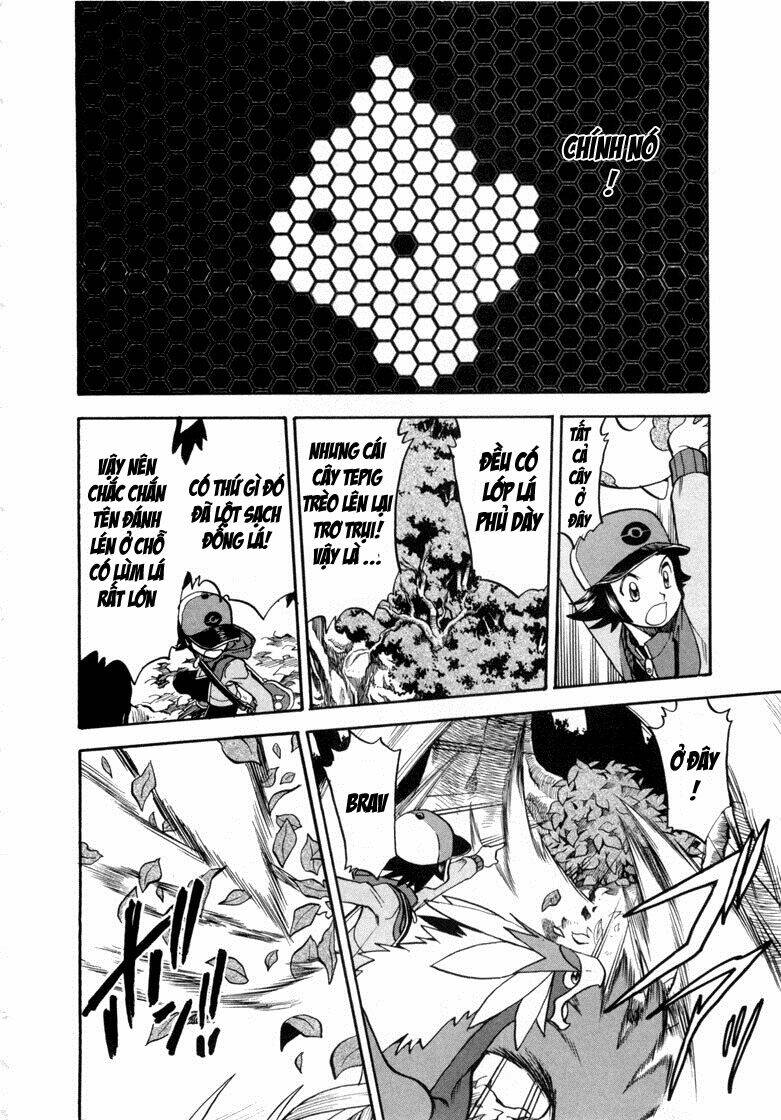 CHÍNH NÓ
!
TẤT
CẢ
CÂY Ở
ĐÂY
ĐỀU CÓ
LỚP LÁ
PHỦ DÀY
NHƯNG CÁI
CÂY TEPIG
TRÈO LÊN LẠI
TRƠ TRỤI!
VẬY LÀ ...
CÓ THỨ GÌ ĐÓ
ĐÃ LỘT SẠCH
ĐỐNG LÁ!
VẬY NÊN
CHẮC CHẮN
TÊN ĐÁNH
LÉN Ở CHỖ
CÓ LÙM LÁ
RẤT LỚN
Ở ĐÂY
!
BRAV